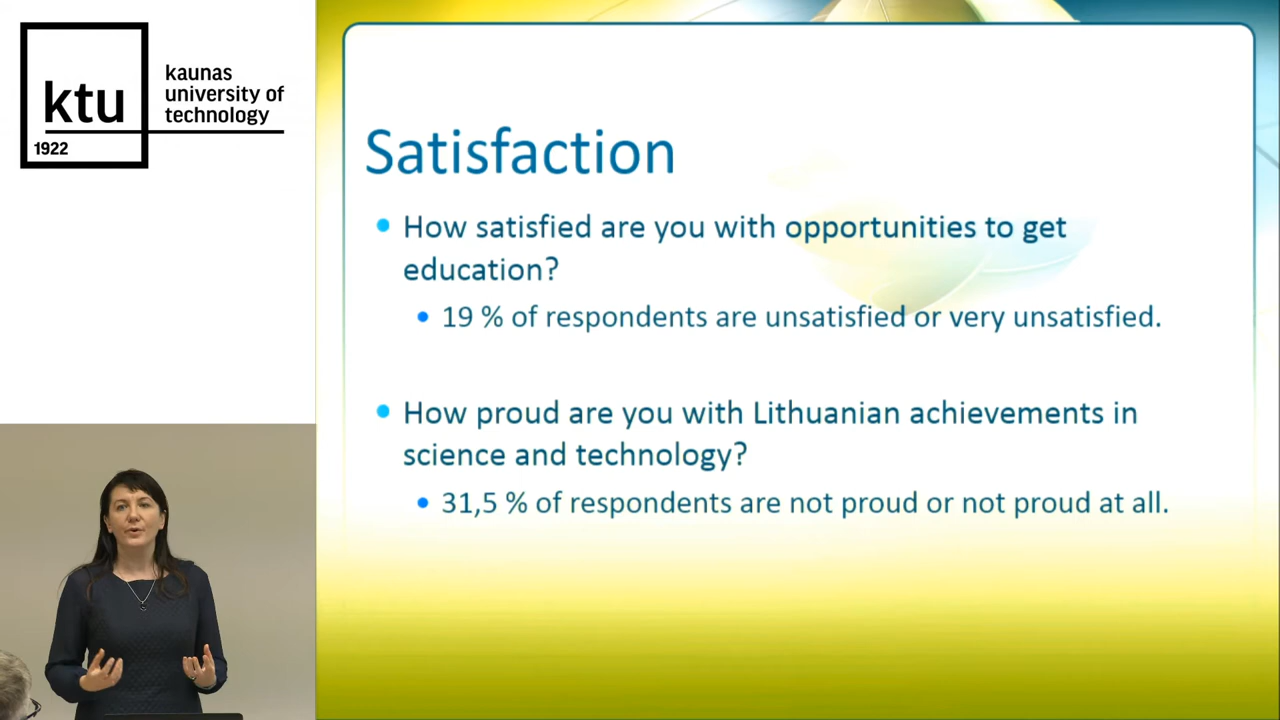 ktu
1922
kaunas
university of
technology
Satisfaction
How satisfied are you with opportunities to get
education?
19 % of respondents are unsatisfied or very unsatisfied.
How proud are you with Lithuanian achievements in
science and technology?
31,5 % of respondents are not proud or not proud at all.